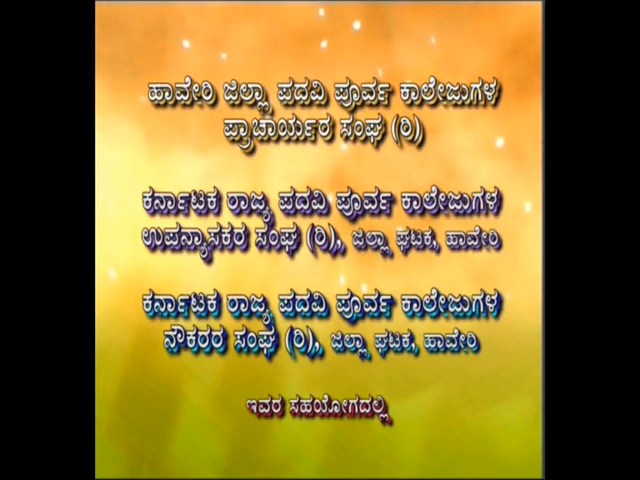 ಹಾವೇರಿ ಜಿಲ್ಲಾ ಪದವಿ ಪೂರ್ವ ಕಾಲೇಜುಗಳ
ಪ್ರಾಚಾರ್ಯರ ಸಂಘ (ರಿ)
ಕರ್ನಾಟಕ ರಾಜ್ಯ ಪದವಿ ಪೂರ್ವ ಕಾಲೇಜುಗಳ
ಉಪನ್ಯಾಸಕರ ಸಂಘ (ರಿ), ಜಿಲ್ಲಾ ಘಟಕ, ಹಾವೇರಿ
ಕರ್ನಾಟಕ ರಾಜ್ಯ ಪದವಿ ಪೂರ್ವ ಕಾಲೇಜುಗಳ
ನೌಕರರ ಸಂಘ (ರಿ), ಜಿಲ್ಲಾ ಘಟಕ, ಹಾವೇರಿ
ಇವರ ಸಹಯೋಗದಲ್ಲಿ